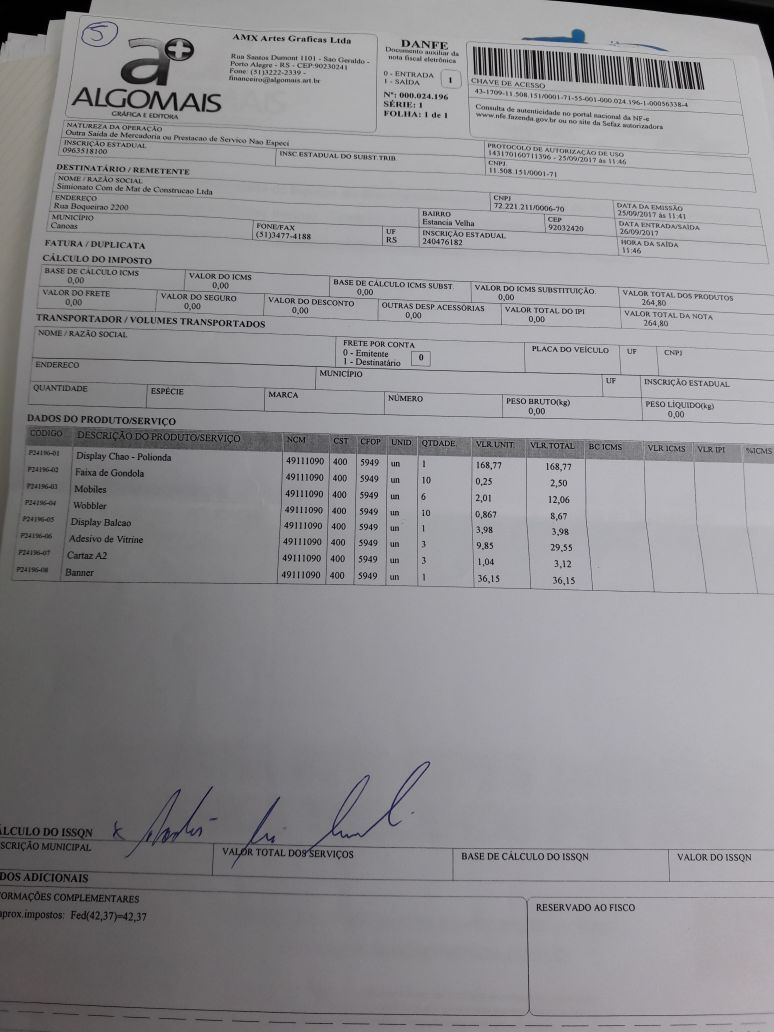 5
a+
ALGOMAIS
GRÁFICA E EDITORA
AMX Artes Graficas Ltda
Rua Santos Dumont 1101 - Sao Geraldo -
Porto Alegre - RS - CEP:90230241
Fone: (51)3222-2339 -
financeiro@algomais.art.br
DANFE
Documento auxiliar da
nota fiscal eletrônica
0 - ENTRADA
1 - SAÍDA
1
Nº: 000.024.196
SÉRIE: 1
FOLHA: 1 de 1
CHAVE DE ACESSO
43-1709-11.508.151/0001-71-55-001-000.024.196-1-00056338-4
Consulta de autenticidade no portal nacional da NF-e
www.nfe.fazenda.gov.br ou no site da Sefaz autorizadora
NATUREZA DA OPERAÇÃO
Outra Saida de Mercadoria ou Prestacao de Servico Nao Especi
PROTOCOLO DE AUTORIZAÇÃO DE USO
143170160711396 - 25/09/2017 às 11:46
INSCRIÇÃO ESTADUAL
0963518100
INSC.ESTADUAL DO SUBST.TRIB
CNPJ
11.508.151/0001-71
DESTINATÁRIO / REMETENTE
NOME / RAZÃO SOCIAL
Simionato Com de Mar de Construcao Ltda
CNPJ
72.221.211/0006-70
DATA DA EMISSÃO
25/09/2017 às 11:41
ENDEREÇO
Rua Boqueirao 2200
BAIRRO
Estancia Velha
CEP
92032420
DATA ENTRADA/SAÍDA
26/09/2017
MUNICÍPIO
Canoas
FONE/FAX
(51)3477-4188
UF
RS
INSCRIÇÃO ESTADUAL
240476182
HORA DA SAÍDA
11:46
FATURA / DUPLICATA
CÁLCULO DO IMPOSTO
BASE DE CÁLCULO ICMS
0,00
VALOR DO ICMS
0,00
BASE DE CÁLCULO ICMS SUBST.
0,00
VALOR DO ICMS SUBSTITUIÇÃO.
0,00
VALOR TOTAL DOS PRODUTOS
264,80
VALOR DO FRETE
0,00
VALOR DO SEGURO
0,00
VALOR DO DESCONTO
0,00
OUTRAS DESP ACESSÓRIAS
0,00
VALOR TOTAL DO IPI
0,00
VALOR TOTAL DA NOTA
264,80
TRANSPORTADOR / VOLUMES TRANSPORTADOS
NOME / RAZÃO SOCIAL
FRETE POR CONTA
0 - Emitente
1 - Destinatário
0
PLACA DO VEÍCULO
UF
CNPJ
ENDERECO
MUNICÍPIO
UF
INSCRIÇÃO ESTADUAL
QUANTIDADE
ESPÉCIE
MARCA
NÚMERO
PESO BRUTO(kg)
0,00
PESO LÍQUIDO(kg)
0,00
DADOS DO PRODUTO/SERVIÇO
CÓDIGO DESCRIÇÃO DO PRODUTO/SERVIÇO NCM CST CFOP UNID QTDADE. VLR.UNIT. VLR.TOTAL BC ICMS VLR ICMS VLR IPI %ICMS
P24196-01 Display Chao - Polionda 49111090 400 5949 un 1 168,77 168,77
P24196-02 Faixa de Gondola 49111090 400 5949 un 10 0,25 2,50
P24196-03 Mobiles 49111090 400 5949 un 6 2,01 12,06
P24196-04 Wobbler 49111090 400 5949 un 10 0,867 8,67
P24196-05 Display Balcao 49111090 400 5949 un 1 3,98 3,98
P24196-06 Adesivo de Vitrine 49111090 400 5949 un 3 9,85 29,55
P24196-07 Cartaz A2 49111090 400 5949 un 3 1,04 3,12
P24196-08 Banner 49111090 400 5949 un 1 36,15 36,15
ÁLCULO DO ISSQN
SCRIÇÃO MUNICIPAL
VALOR TOTAL DOS SERVIÇOS
BASE DE CÁLCULO DO ISSQN
VALOR DO ISSQN
DOS ADICIONAIS
FORMAÇÕES COMPLEMENTARES
aprox.impostos: Fed(42,37)=42,37
RESERVADO AO FISCO